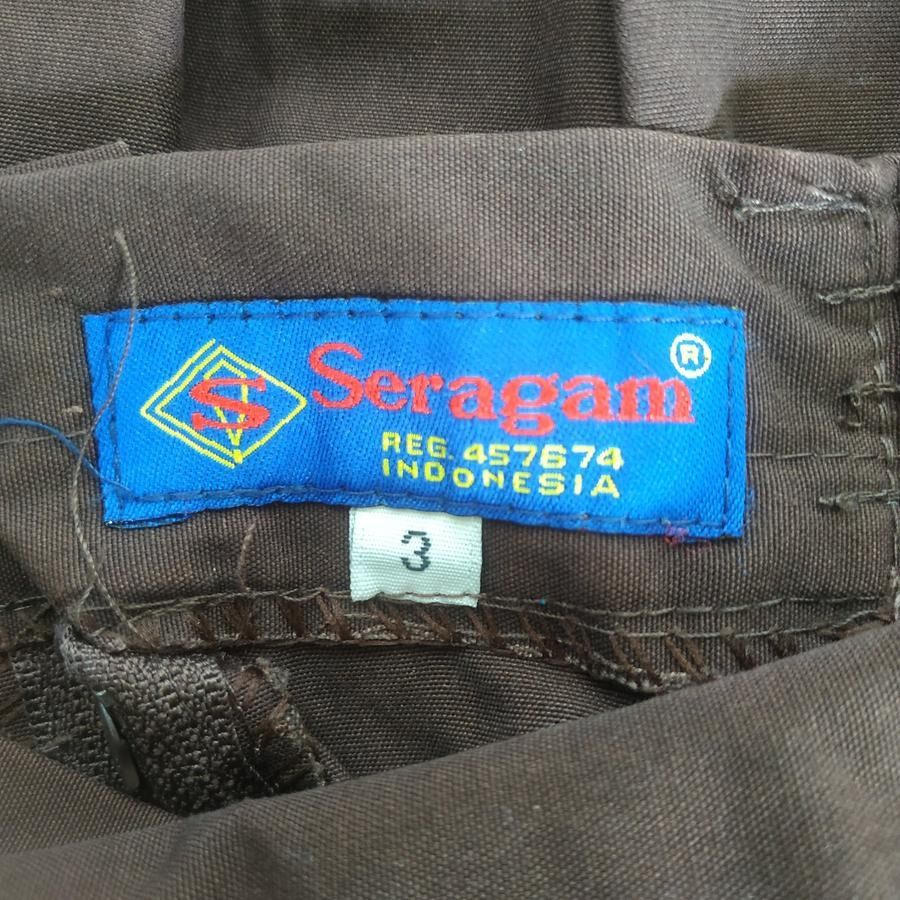 S
Seragam ®
REG. 457674
INDONESIA
3